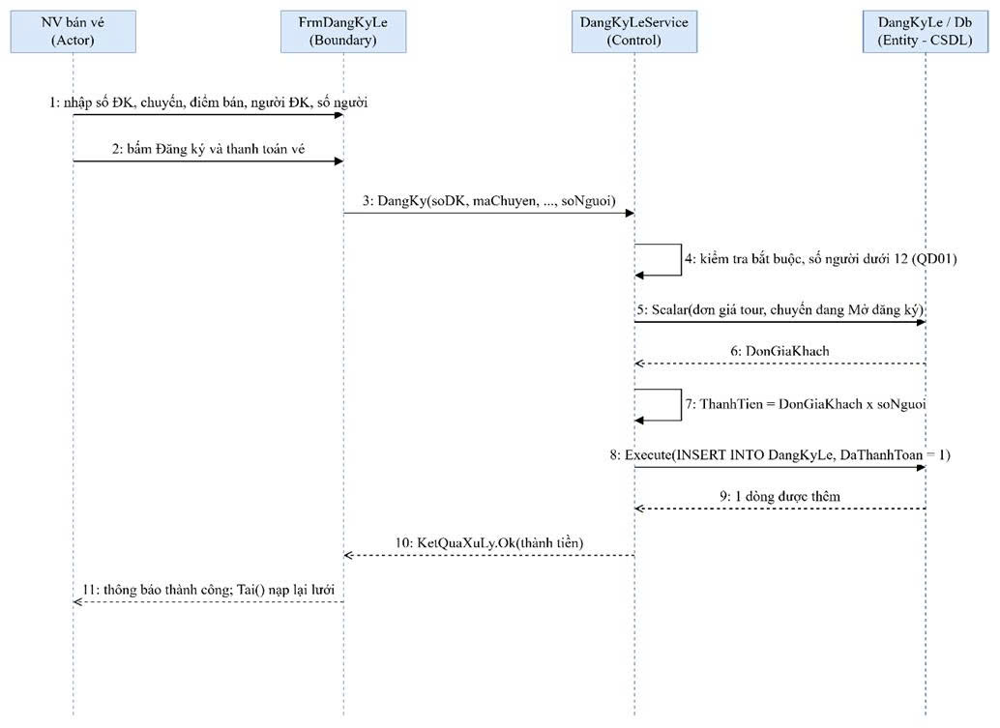 NV bán vé
(Actor)
FrmDangKyLe
(Boundary)
DangKyLeService
(Control)
DangKyLe / Db
(Entity - CSDL)
1: nhập số ĐK, chuyến, điểm bán, người ĐK, số người
2: bấm Đăng ký và thanh toán vé
3: DangKy(soDK, maChuyen, ..., soNguoi)
4: kiểm tra bắt buộc, số người dưới 12 (QD01)
5: Scalar(đơn giá tour, chuyến đang Mở đăng ký)
6: DonGiaKhach
7: ThanhTien = DonGiaKhach x soNguoi
8: Execute(INSERT INTO DangKyLe, DaThanhToan = 1)
9: 1 dòng được thêm
10: KetQuaXuLy.Ok(thành tiền)
11: thông báo thành công; Tai() nạp lại lưới